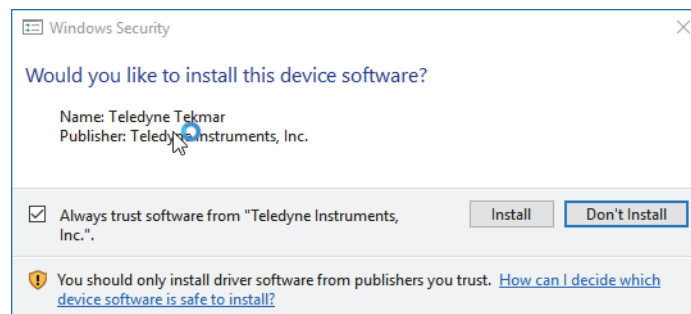 Windows Security
Would you like to install this device software?
Name: Teledyne Tekmar
Publisher: Teledyne Instruments, Inc.
Always trust software from "Teledyne Instruments,
Inc.".
Install
Don't Install
You should only install driver software from publishers you trust. How can I decide which
device software is safe to install?